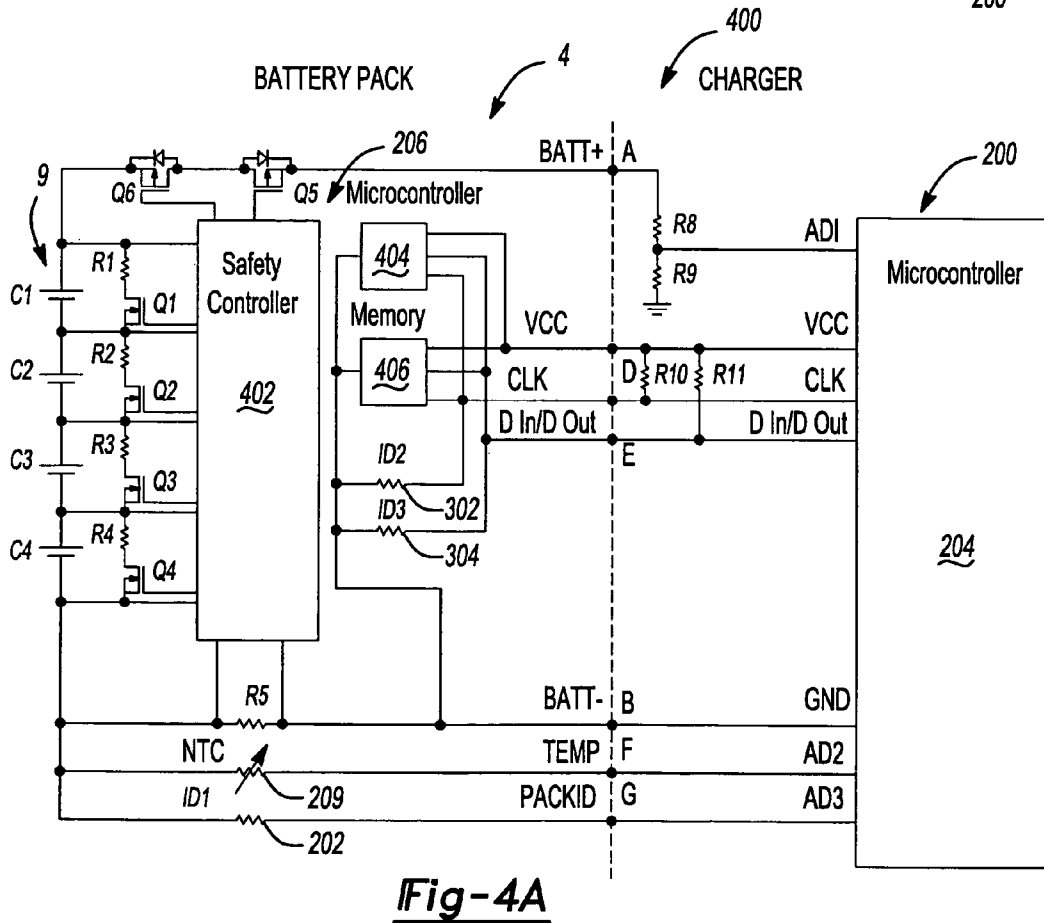 200
400
4
BATTERY PACK
CHARGER
BATT+ A
206
200
9
Q6
Q5
Microcontroller
R8
ADI
R1
Safety
Controller
404
R9
Microcontroller
C1
Q1
Memory
VCC
VCC
R2
406
D
R10
R11
C2
Q2
402
CLK
CLK
D In/D Out
D In/D Out
R3
E
C3
Q3
ID2
302
ID3
R4
304
204
C4
Q4
R5
BATT- B
GND
NTC
TEMP F
AD2
ID1
209
PACKID G
AD3
202
Fig-4A